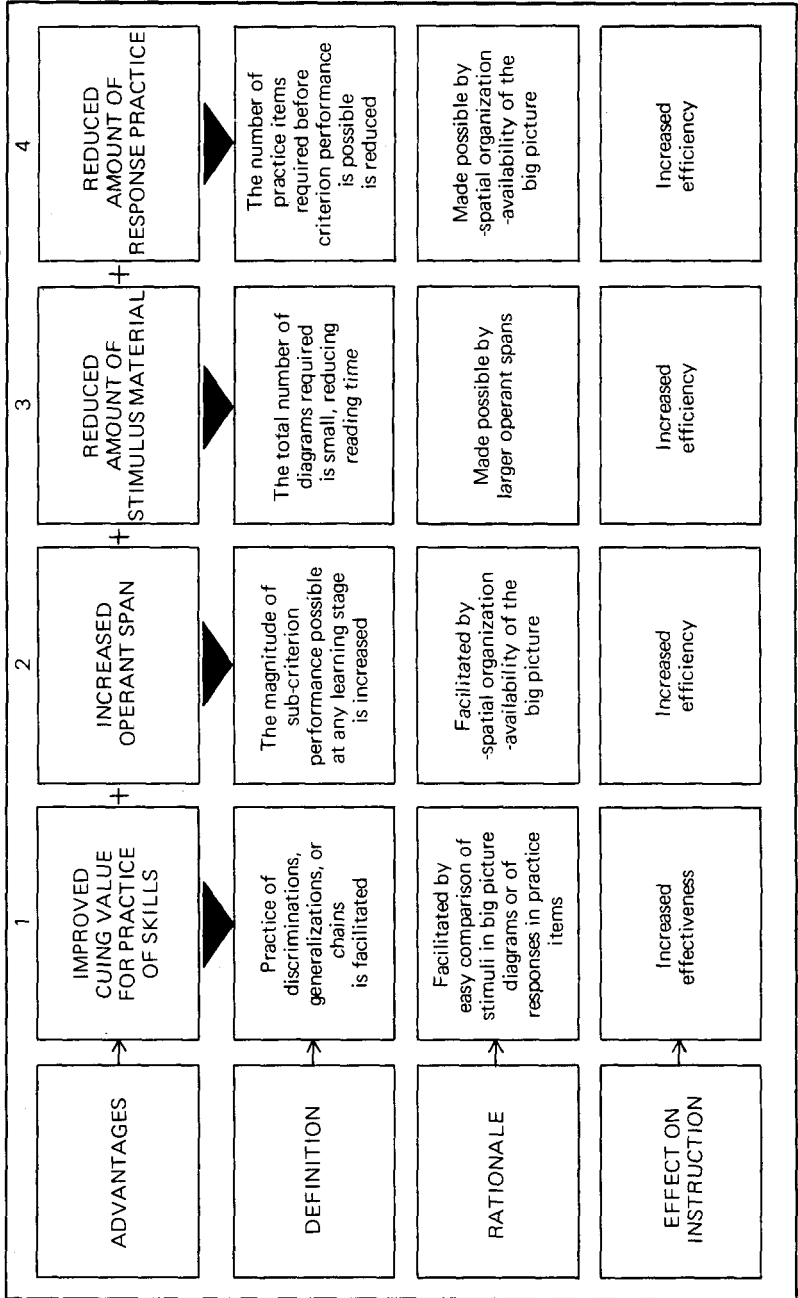 1
2
3
4
ADVANTAGES
IMPROVED
CUING VALUE
FOR PRACTICE
OF SKILLS
+
INCREASED
OPERANT SPAN
+
REDUCED
AMOUNT OF
STIMULUS MATERIAL
+
REDUCED
AMOUNT OF
RESPONSE PRACTICE
DEFINITION
Practice of
discriminations,
generalizations, or
chains
is facilitated
The magnitude of
sub-criterion
performance possible
at any learning stage
is increased
The total number of
diagrams required
is small, reducing
reading time
The number of
practice items
required before
criterion performance
is possible
is reduced
RATIONALE
Facilitated by
easy comparison of
stimuli in big picture
diagrams or of
responses in practice
items
Facilitated by
-spatial organization
-availability of the
big picture
Made possible by
larger operant spans
Made possible by
-spatial organization
-availability of the
big picture
EFFECT ON
INSTRUCTION
Increased
effectiveness
Increased
efficiency
Increased
efficiency
Increased
efficiency